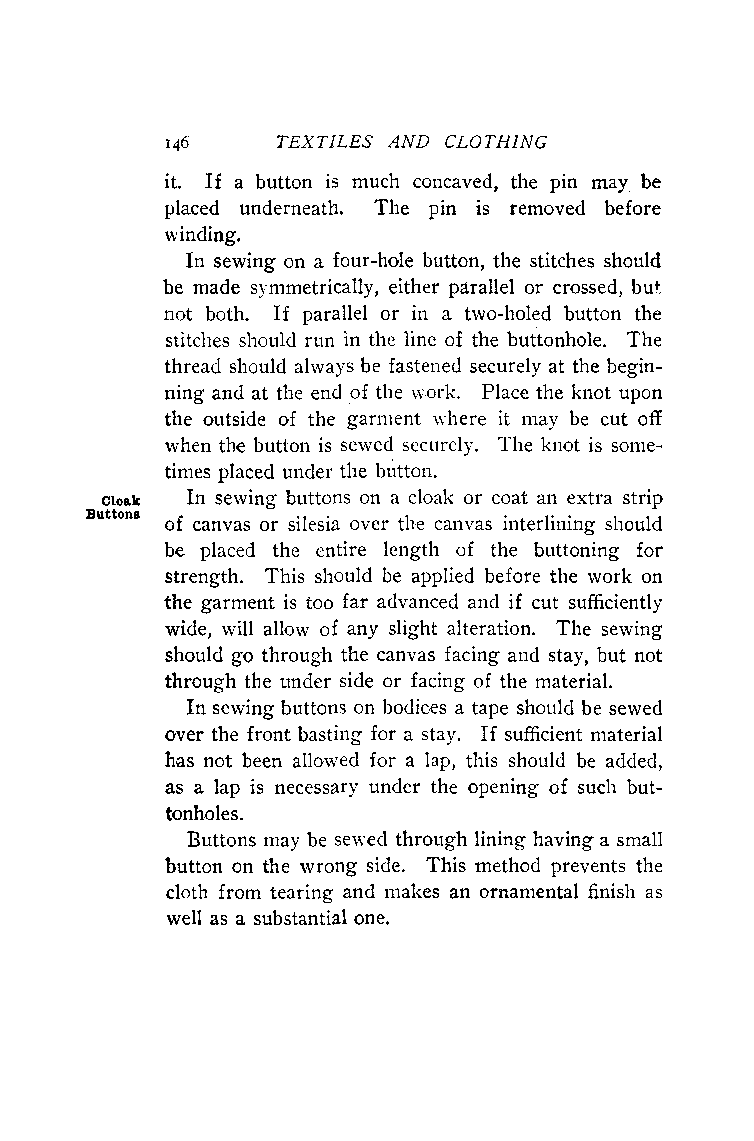 146 TEXTILES AND CLOTHING
it. If a button is much concaved, the pin may be
placed underneath. The pin is removed before
winding.
In sewing on a four-hole button, the stitches should
be made symmetrically, either parallel or crossed, but
not both. If parallel or in a two-holed button the
stitches should run in the line of the buttonhole. The
thread should always be fastened securely at the begin-
ning and at the end of the work. Place the knot upon
the outside of the garment where it may be cut off
when the button is sewed securely. The knot is some-
times placed under the button.
Cloak
Buttons
In sewing buttons on a cloak or coat an extra strip
of canvas or silesia over the canvas interlining should
be placed the entire length of the buttoning for
strength. This should be applied before the work on
the garment is too far advanced and if cut sufficiently
wide, will allow of any slight alteration. The sewing
should go through the canvas facing and stay, but not
through the under side or facing of the material.
In sewing buttons on bodices a tape should be sewed
over the front basting for a stay. If sufficient material
has not been allowed for a lap, this should be added,
as a lap is necessary under the opening of such but-
tonholes.
Buttons may be sewed through lining having a small
button on the wrong side. This method prevents the
cloth from tearing and makes an ornamental finish as
well as a substantial one.